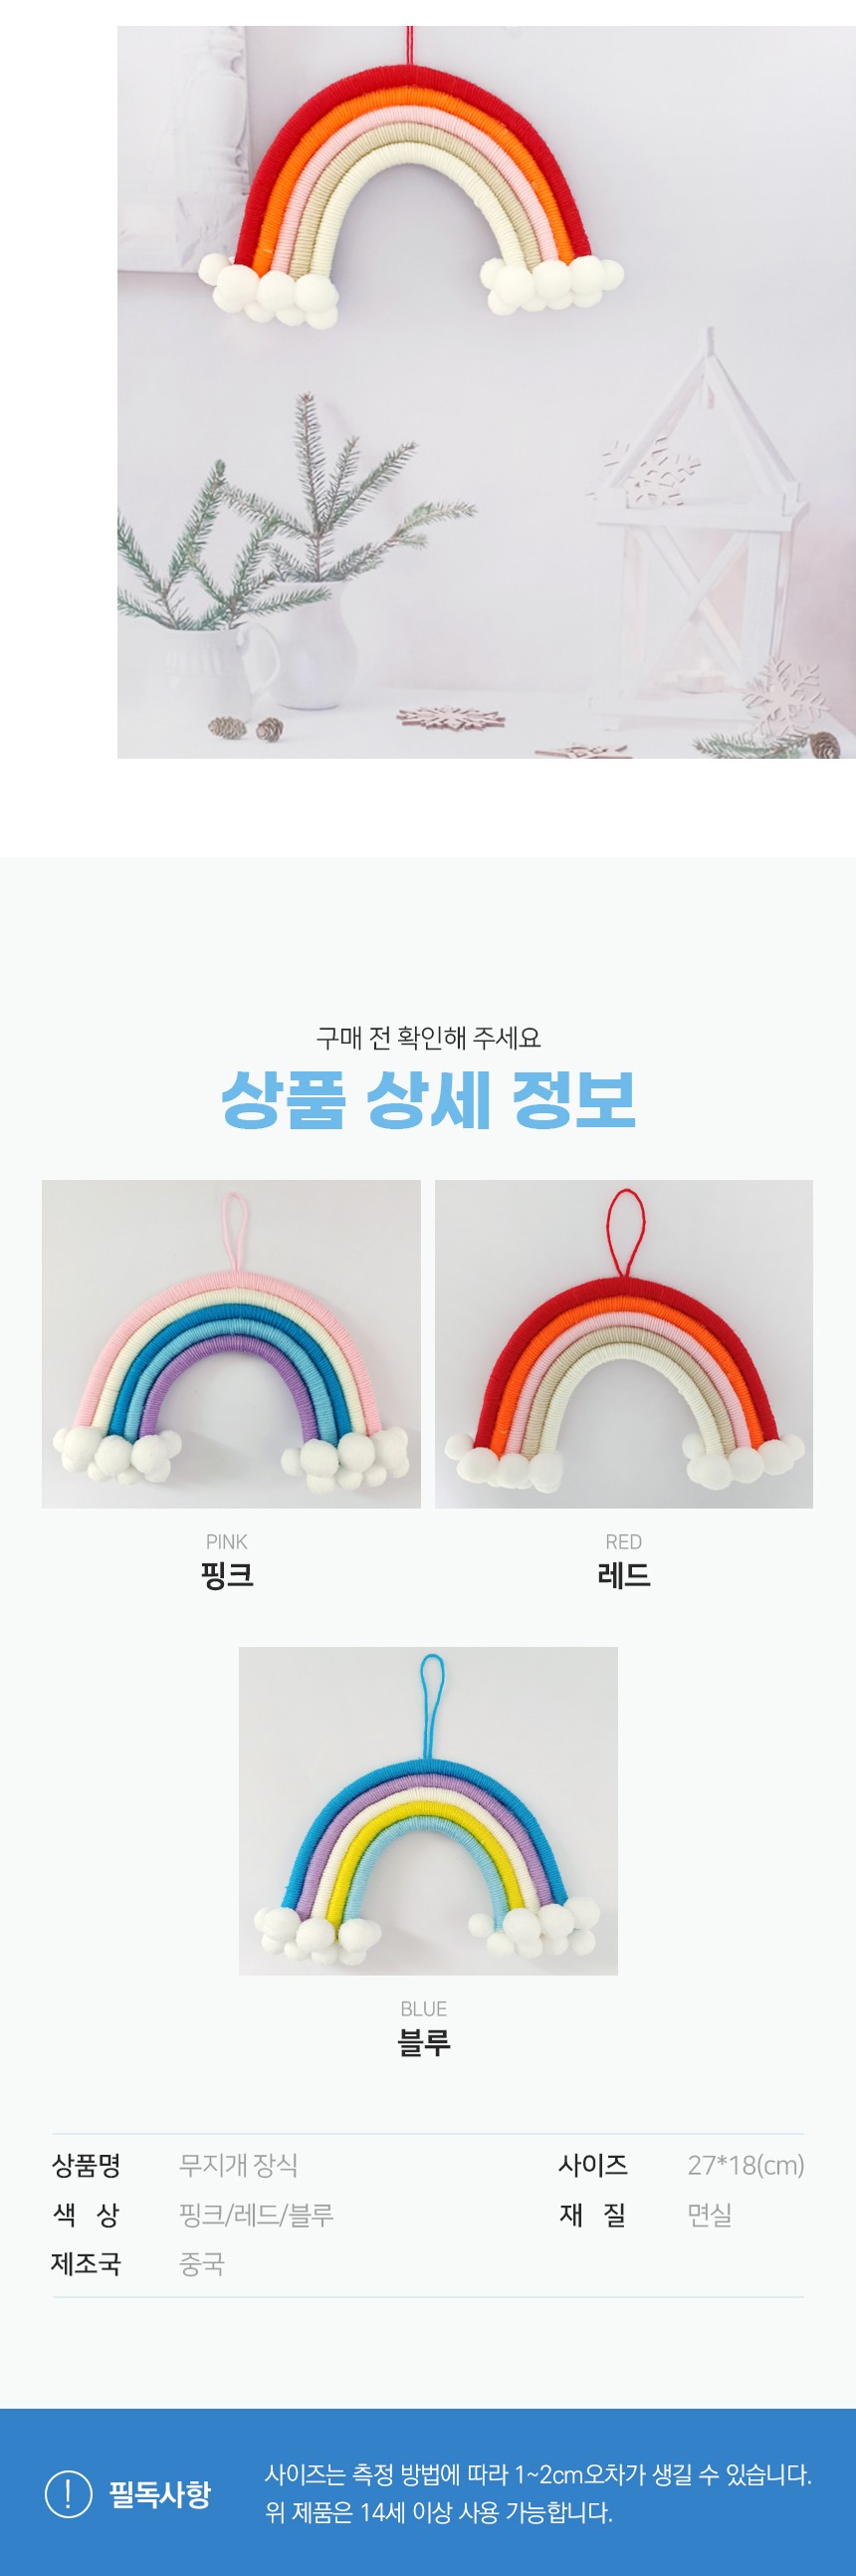 구매 전 확인해 주세요
상품 상세 정보
PINK
핑크
RED
레드
BLUE
블루
상품명 무지개 장식 사이즈 27*18(cm)
색 상 핑크/레드/블루 재 질 면실
제조국 중국
필독사항
사이즈는 측정 방법에 따라 1~2cm오차가 생길 수 있습니다.
위 제품은 14세 이상 사용 가능합니다.